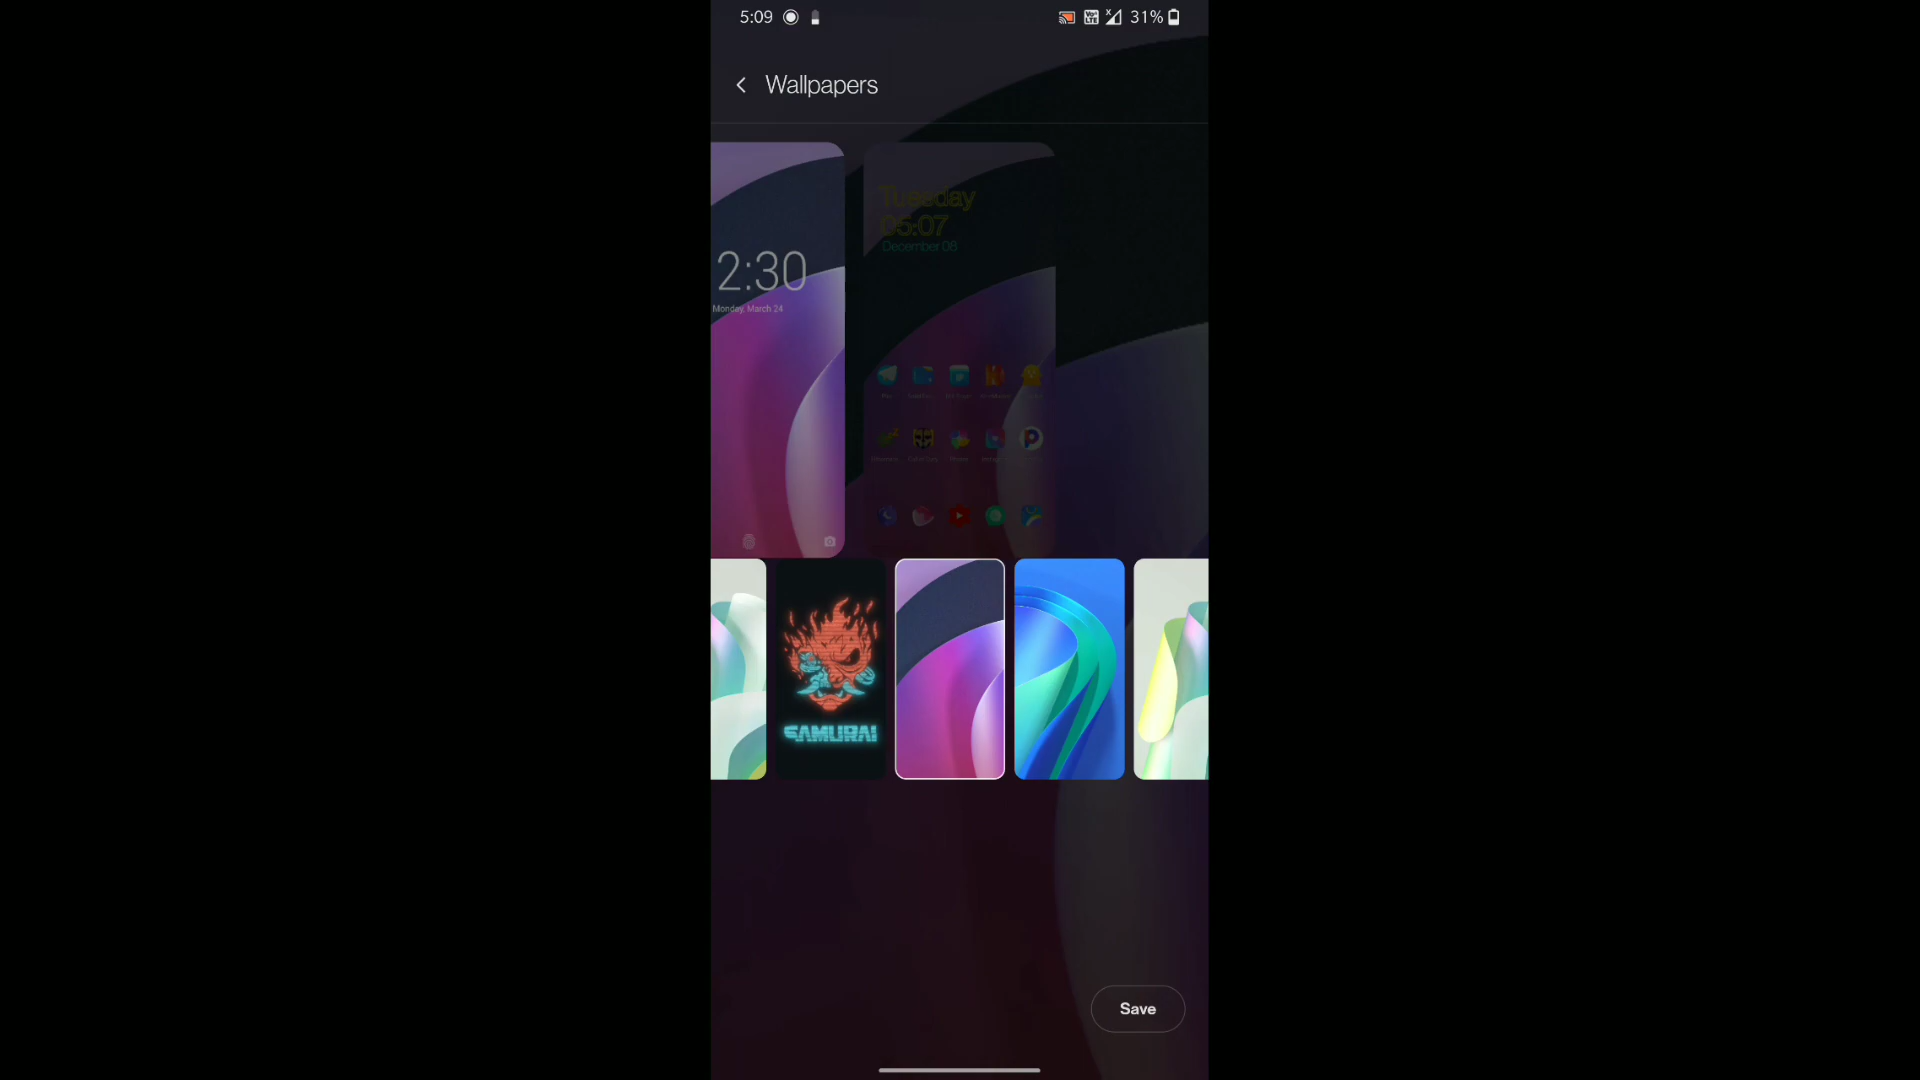 5:09
31%
Wallpapers
Tuesday
05:07
December 08
2:30
Monday, March 24
SAMURAI
Save